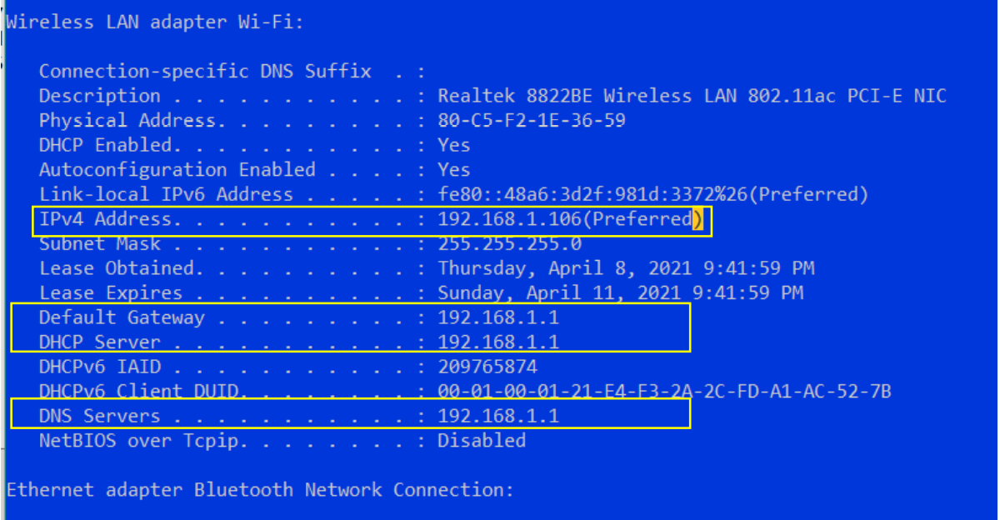 Wireless LAN adapter Wi-Fi:
Connection-specific DNS Suffix  . :
Description . . . . . . . . . . . : Realtek 8822BE Wireless LAN 802.11ac PCI-E NIC
Physical Address. . . . . . . . . : 80-C5-F2-1E-36-59
DHCP Enabled. . . . . . . . . . . : Yes
Autoconfiguration Enabled . . . . : Yes
Link-local IPv6 Address . . . . . : fe80::48a6:3d2f:981d:3372%26(Preferred)
IPv4 Address. . . . . . . . . . . : 192.168.1.106(Preferred)
Subnet Mask . . . . . . . . . . . : 255.255.255.0
Lease Obtained. . . . . . . . . . : Thursday, April 8, 2021 9:41:59 PM
Lease Expires . . . . . . . . . . : Sunday, April 11, 2021 9:41:59 PM
Default Gateway . . . . . . . . . : 192.168.1.1
DHCP Server . . . . . . . . . . . : 192.168.1.1
DHCPv6 IAID . . . . . . . . . . . : 209765874
DHCPv6 Client DUID. . . . . . . . : 00-01-00-01-21-E4-F3-2A-2C-FD-A1-AC-52-7B
DNS Servers . . . . . . . . . . . : 192.168.1.1
NetBIOS over Tcpip. . . . . . . . : Disabled
Ethernet adapter Bluetooth Network Connection: